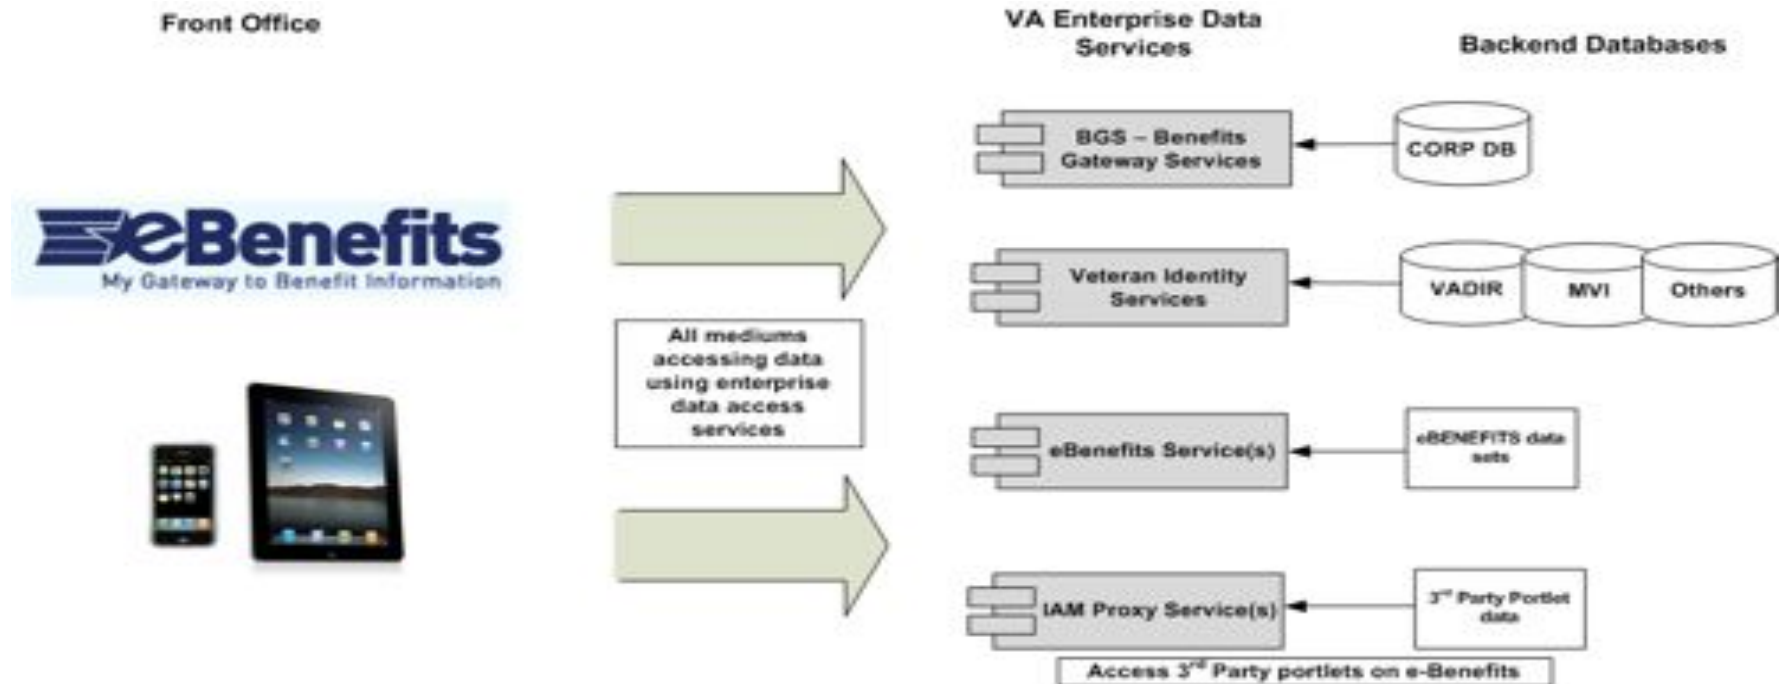 Front Office
VA Enterprise Data
Services
Backend Databases
BGS – Benefits
Gateway Services
CORP DB
eBenefits
My Gateway to Benefit Information
Veteran Identity
Services
VADIR
MVI
Others
All mediums
accessing data
using enterprise
data access
services
eBenefits Service(s)
eBENEFITS data
sets
IAM Proxy Service(s)
3rd Party Portlet
data
Access 3rd Party portlets on e-Benefits